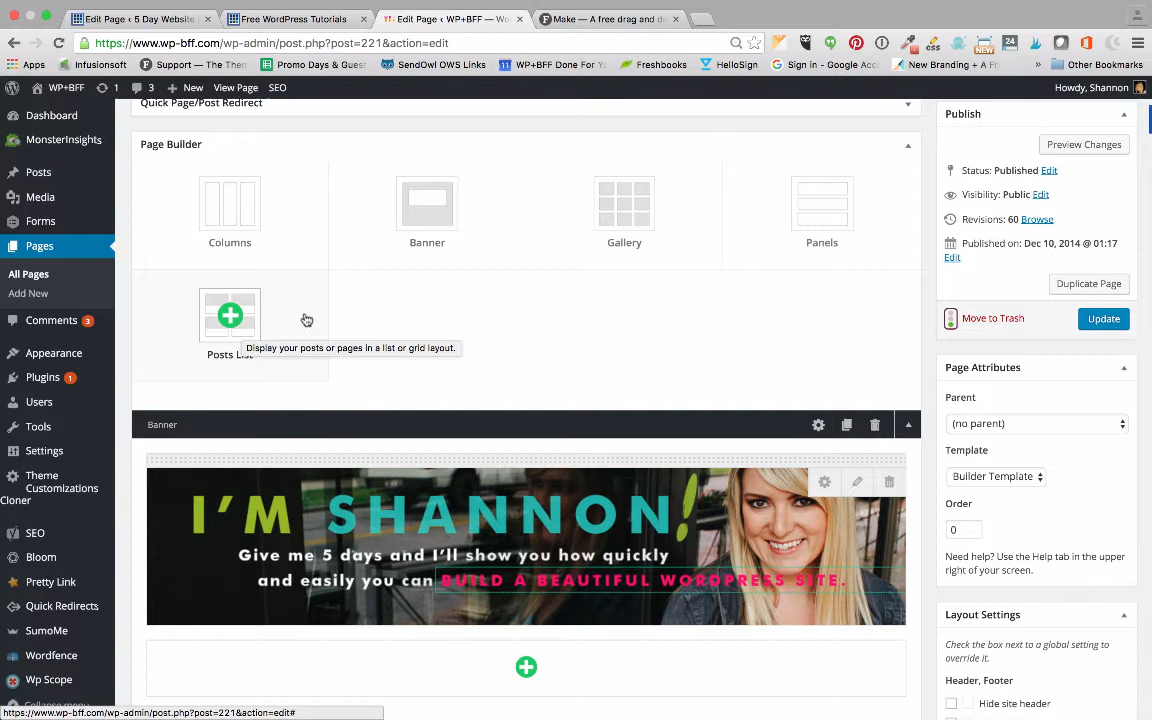 Edit Page ‹ 5 Day Website
Free WordPress Tutorials
Edit Page ‹ WP+BFF — Wo
Make — A free drag and de
https://www.wp-bff.com/wp-admin/post.php?post=221&action=edit
Apps
Infusionsoft
Support — The
Promo Days & Guest
SendOwl OWS Links
WP+BFF Done For Yo
Freshbooks
HelloSign
Sign in - Google Acco
New Branding + A Fr
»
Other Bookmarks
WP+BFF
1
3
New
View Page
SEO
Howdy, Shannon
Dashboard
MonsterInsights
Posts
Media
Forms
Pages
All Pages
Add New
Comments 3
Appearance
Plugins 1
Users
Tools
Settings
Theme
Customizations
Cloner
SEO
Bloom
Pretty Link
Quick Redirects
SumoMe
Wordfence
Wp Scope
Collapse menu
Quick Page/Post Redirect
Page Builder
Columns
Banner
Gallery
Panels
Posts List
Display your posts or pages in a list or grid layout.
Banner
I'M SHANNON!
Give me 5 days and I'll show you how quickly
and easily you can BUILD A BEAUTIFUL WORDPRESS SITE.
Publish
Preview Changes
Status: Published Edit
Visibility: Public Edit
Revisions: 60 Browse
Published on: Dec 10, 2014 @ 01:17
Edit
Duplicate Page
Move to Trash
Update
Page Attributes
Parent
(no parent)
Template
Builder Template
Order
0
Need help? Use the Help tab in the upper
right of your screen.
Layout Settings
Check the box next to a global setting to
override it.
Header, Footer
Hide site header
https://www.wp-bff.com/wp-admin/post.php?post=221&action=edit#